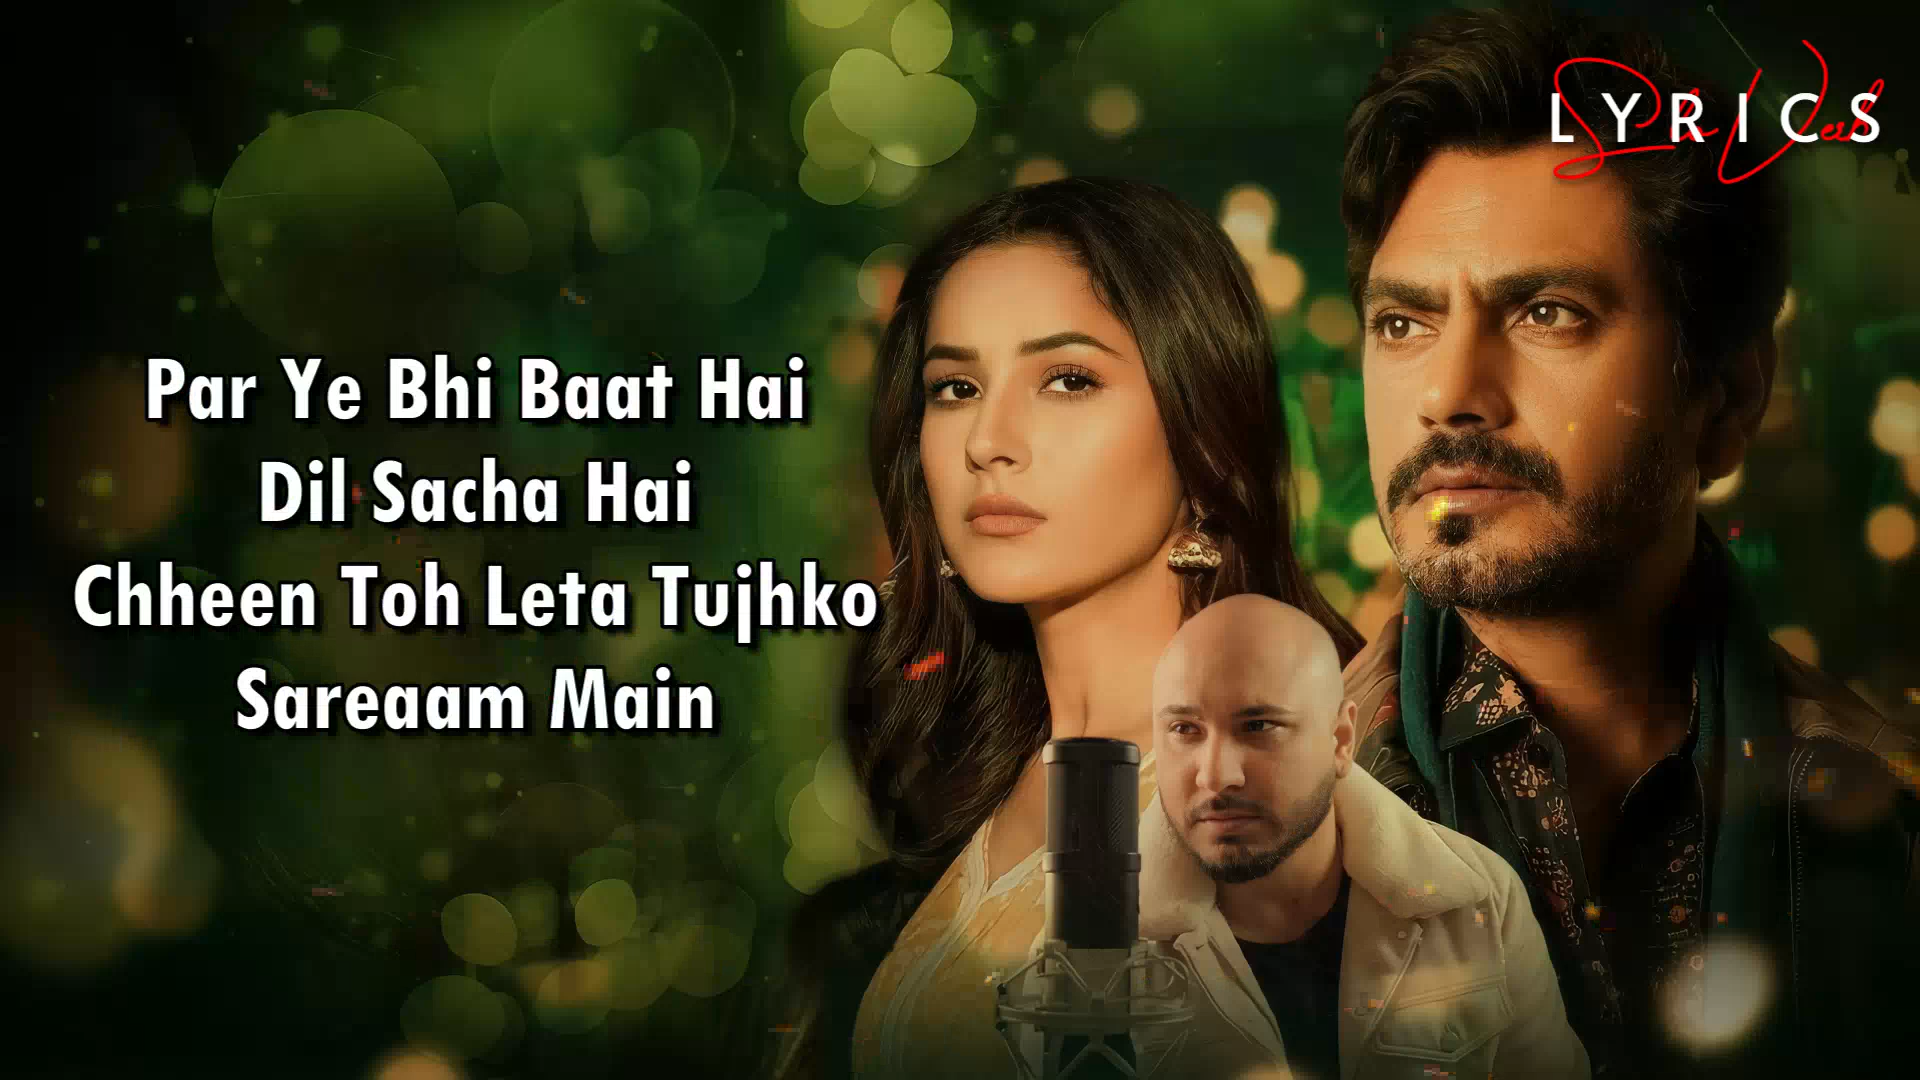 LYRICS
Par Ye Bhi Baat Hai
Dil Sacha Hai
Chheen Toh Leta Tujhko
Sareaam Main